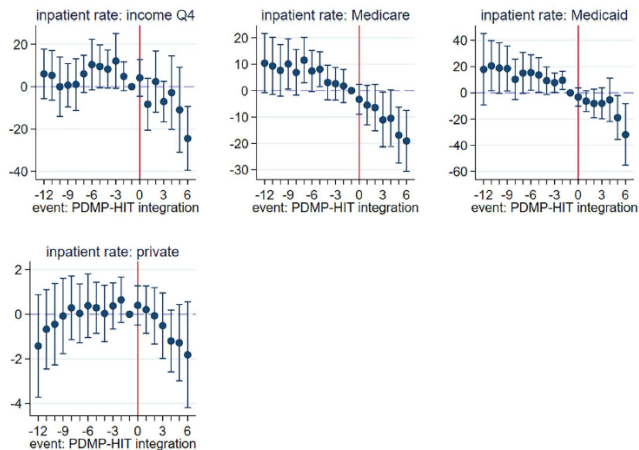 inpatient rate: income Q4
20
0
-20
-40
-12 -9 -6 -3 0 3 6
event: PDMP-HIT integration
inpatient rate: Medicare
20
10
0
-10
-20
-30
-12 -9 -6 -3 0 3 6
event: PDMP-HIT integration
inpatient rate: Medicaid
40
20
0
-20
-40
-60
-12 -9 -6 -3 0 3 6
event: PDMP-HIT integration
inpatient rate: private
2
0
-2
-4
-12 -9 -6 -3 0 3 6
event: PDMP-HIT integration